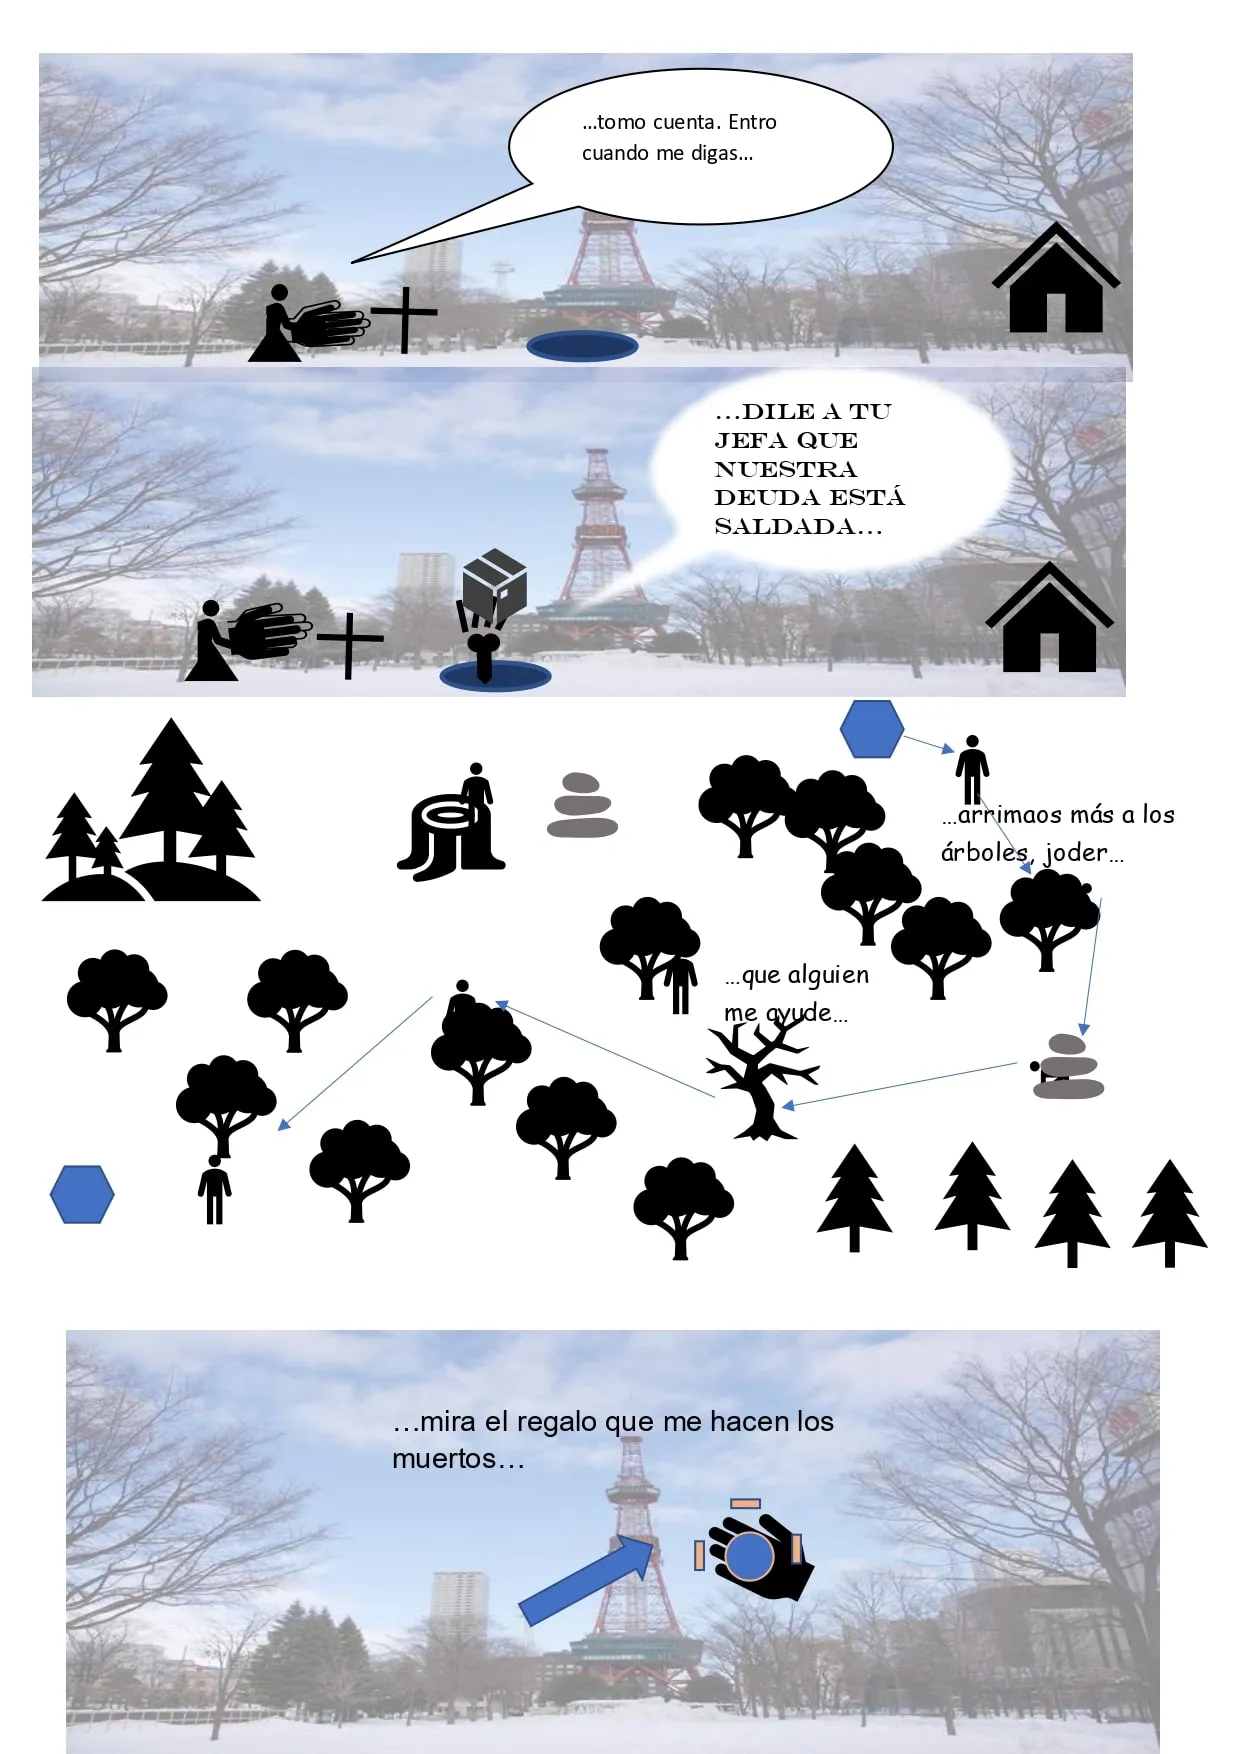 …tomo cuenta. Entro
cuando me digas…
…DILE A TU
JEFA QUE
NUESTRA
DEUDA ESTÁ
SALDADA…
…arrimaos más a los
árboles, joder…
…que alguien
me ayude…
…mira el regalo que me hacen los
muertos…